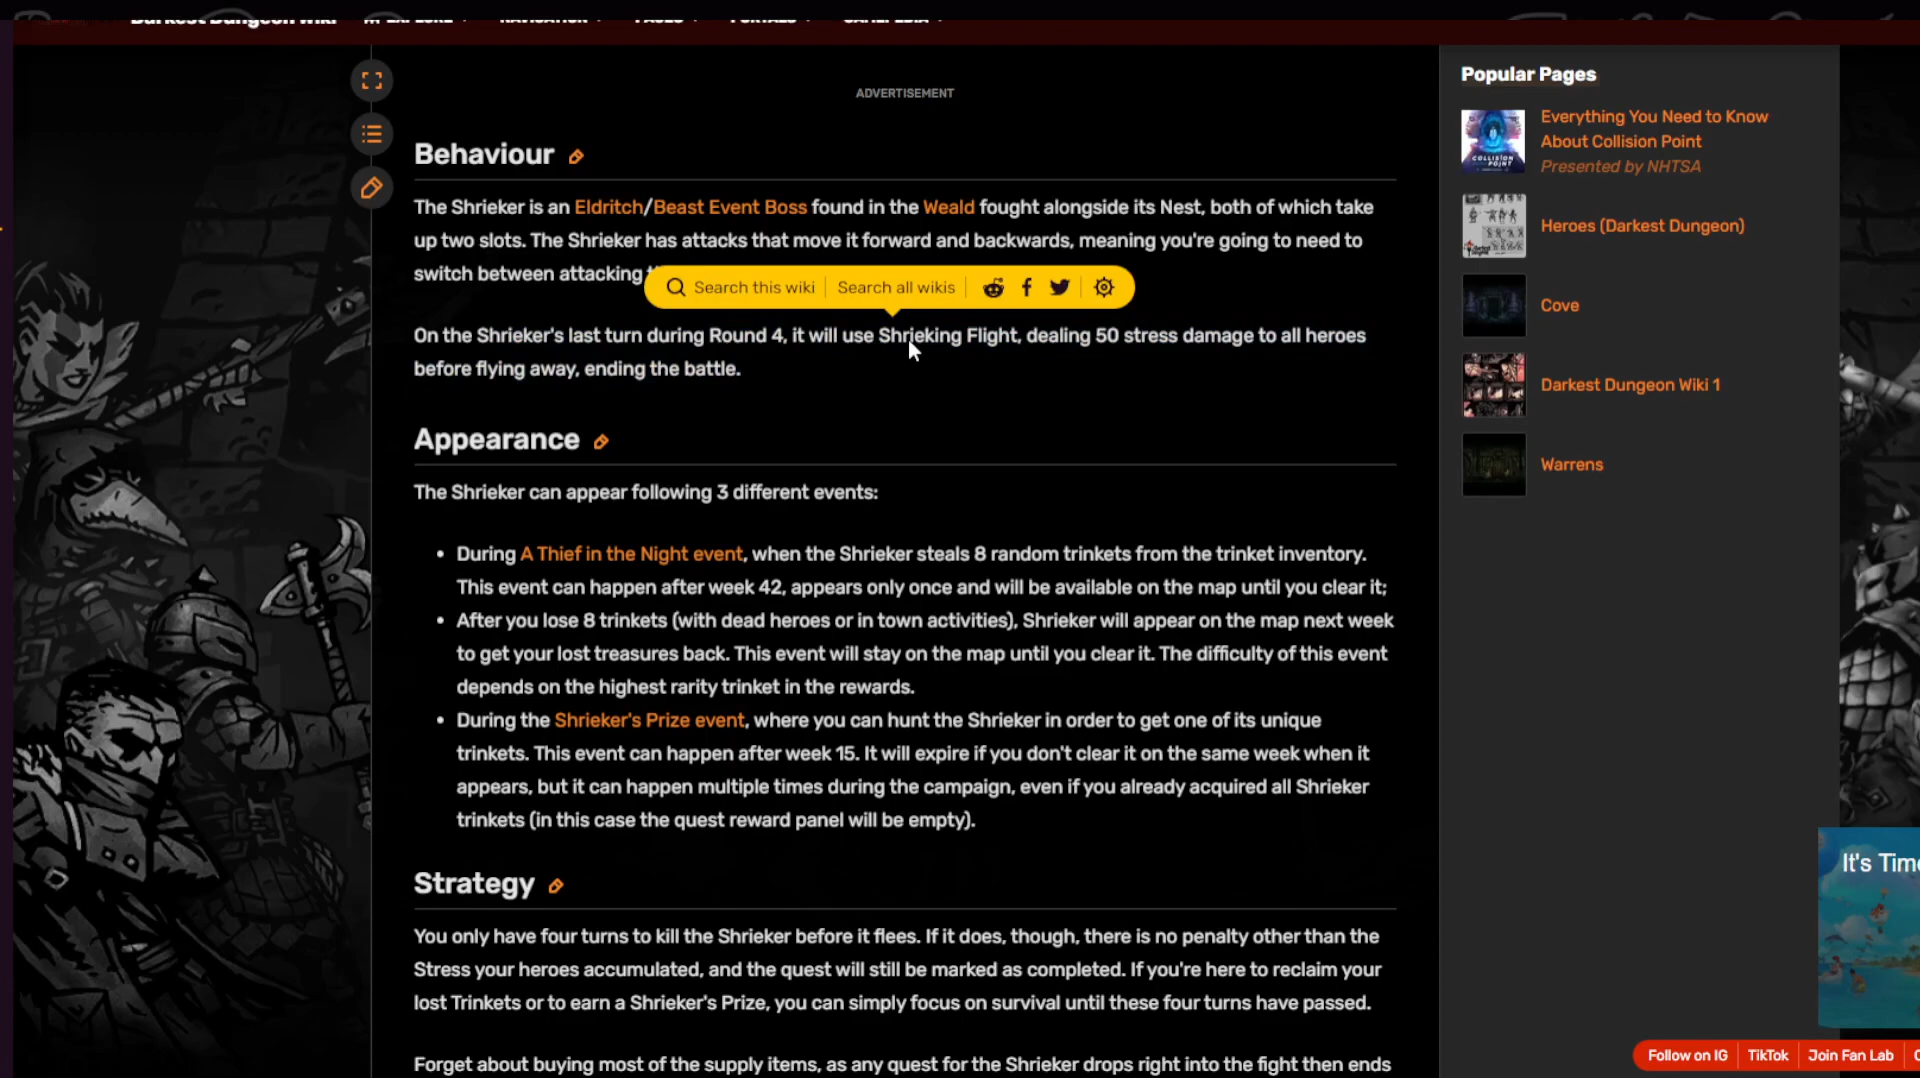 Darkest Dungeon Wiki EXPLORE NAVIGATION PAGES PORTALS GAMEPEDIA
ADVERTISEMENT
Behaviour
The Shrieker is an Eldritch/Beast Event Boss found in the Weald fought alongside its Nest, both of which take
up two slots. The Shrieker has attacks that move it forward and backwards, meaning you're going to need to
switch between attacking
Search this wiki Search all wikis
On the Shrieker's last turn during Round 4, it will use Shrieking Flight, dealing 50 stress damage to all heroes
before flying away, ending the battle.
Appearance
The Shrieker can appear following 3 different events:
• During A Thief in the Night event, when the Shrieker steals 8 random trinkets from the trinket inventory.
This event can happen after week 42, appears only once and will be available on the map until you clear it;
• After you lose 8 trinkets (with dead heroes or in town activities), Shrieker will appear on the map next week
to get your lost treasures back. This event will stay on the map until you clear it. The difficulty of this event
depends on the highest rarity trinket in the rewards.
• During the Shrieker's Prize event, where you can hunt the Shrieker in order to get one of its unique
trinkets. This event can happen after week 15. It will expire if you don't clear it on the same week when it
appears, but it can happen multiple times during the campaign, even if you already acquired all Shrieker
trinkets (in this case the quest reward panel will be empty).
Strategy
You only have four turns to kill the Shrieker before it flees. If it does, though, there is no penalty other than the
Stress your heroes accumulated, and the quest will still be marked as completed. If you're here to reclaim your
lost Trinkets or to earn a Shrieker's Prize, you can simply focus on survival until these four turns have passed.
Forget about buying most of the supply items, as any quest for the Shrieker drops right into the fight then ends
Popular Pages
COLLISION
POINT
Everything You Need to Know
About Collision Point
Presented by NHTSA
Heroes (Darkest Dungeon)
Cove
Darkest Dungeon Wiki 1
Warrens
It's Time
Follow on IG TikTok Join Fan Lab